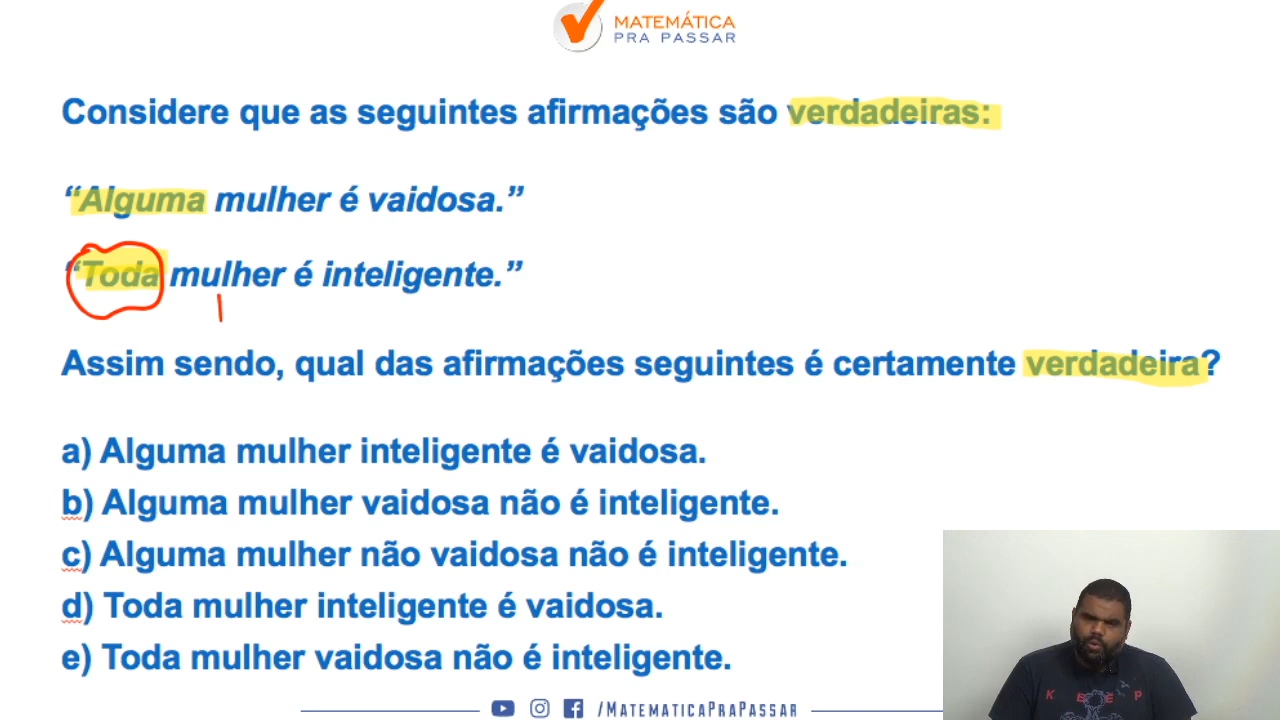 MATEMÁTICA
PRA PASSAR
Considere que as seguintes afirmações são verdadeiras:
“Alguma mulher é vaidosa.”
“Toda mulher é inteligente.”
Assim sendo, qual das afirmações seguintes é certamente verdadeira?
a) Alguma mulher inteligente é vaidosa.
b) Alguma mulher vaidosa não é inteligente.
c) Alguma mulher não vaidosa não é inteligente.
d) Toda mulher inteligente é vaidosa.
e) Toda mulher vaidosa não é inteligente.
/MATEMATICAPRAPASSAR